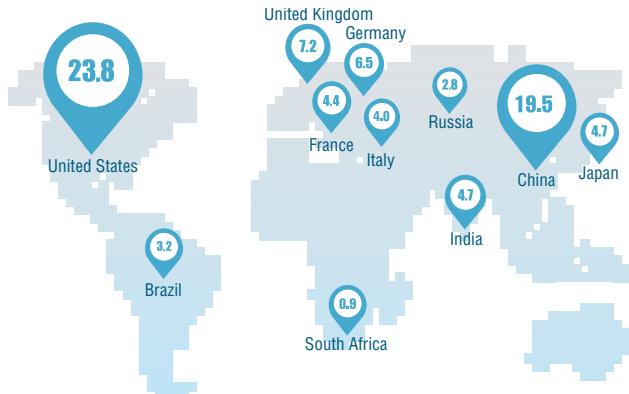 United Kingdom
7.2
Germany
6.5
23.8
United States
4.4
France
4.0
Italy
2.8
Russia
19.5
China
4.7
Japan
4.7
India
3.2
Brazil
0.9
South Africa